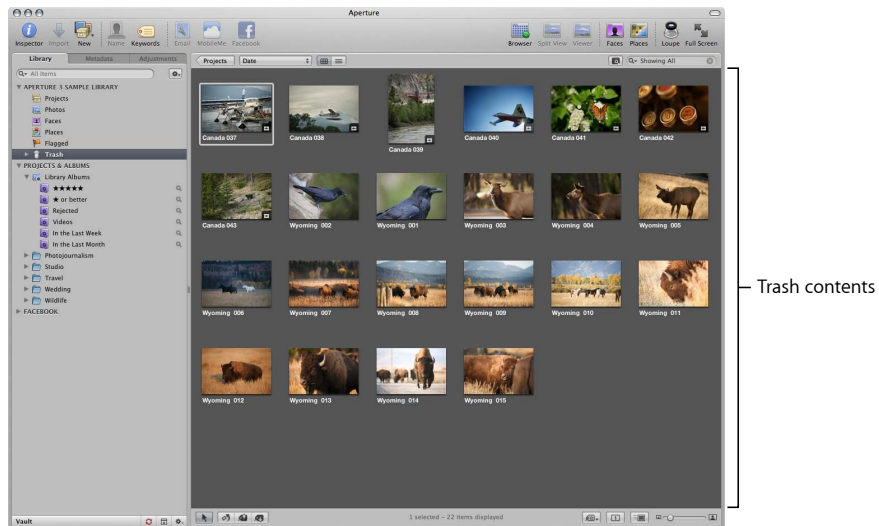 Aperture
Inspector Import New Name Keywords Email MobileMe Facebook Browser Split View Viewer Faces Places Loupe Full Screen
Library Metadata Adjustments
Projects Date Showing All
All Items
APERTURE 3 SAMPLE LIBRARY
Projects
Photos
Faces
Places
Flagged
Trash
PROJECTS & ALBUMS
Library Albums
★★★★★
★ or better
Rejected
Videos
In the Last Week
In the Last Month
Photojournalism
Studio
Travel
Wedding
Wildlife
FACEBOOK
Canada 037 Canada 038 Canada 039 Canada 040 Canada 041 Canada 042
Canada 043 Wyoming 002 Wyoming 001 Wyoming 003 Wyoming 004 Wyoming 005
Wyoming 006 Wyoming 007 Wyoming 008 Wyoming 009 Wyoming 010 Wyoming 011
Wyoming 012 Wyoming 013 Wyoming 014 Wyoming 015
Trash contents
Vault
1 selected – 22 items displayed